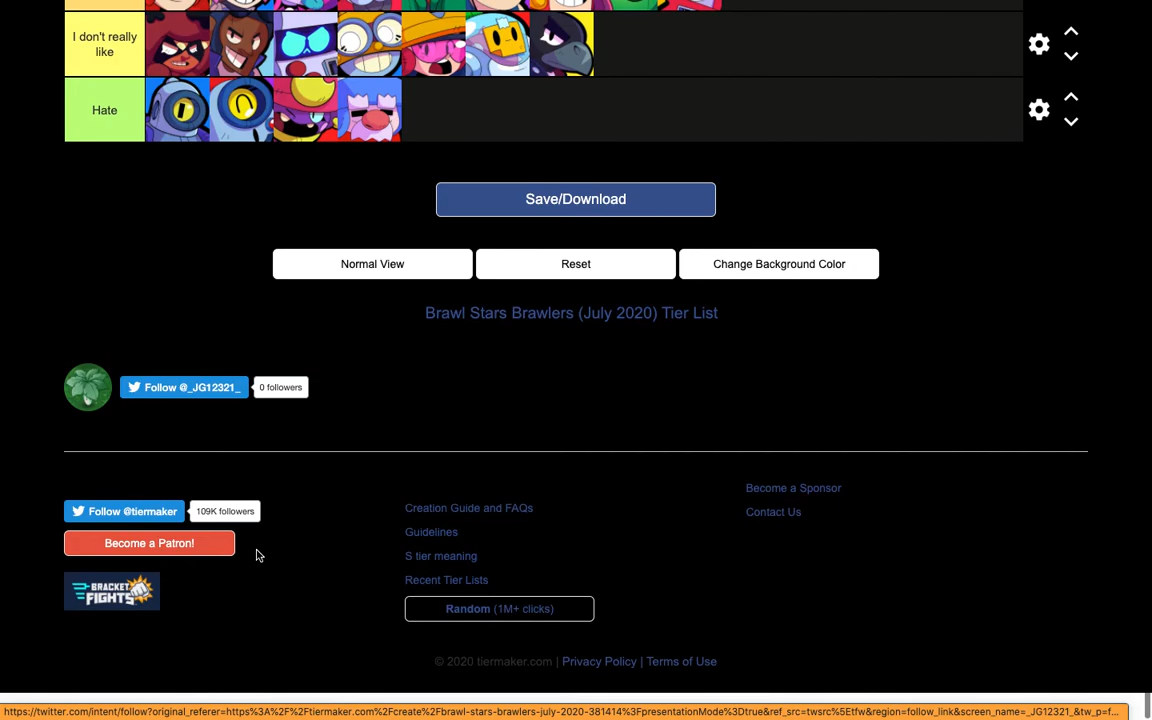 I don't really
like
Hate
Save/Download
Normal View
Reset
Change Background Color
Brawl Stars Brawlers (July 2020) Tier List
Follow @_JG12321_
0 followers
Become a Sponsor
Follow @tiermaker
109K followers
Creation Guide and FAQs
Contact Us
Guidelines
Become a Patron!
S tier meaning
Recent Tier Lists
BRACKET
FIGHTS
Random (1M+ clicks)
© 2020 tiermaker.com | Privacy Policy | Terms of Use
https://twitter.com/intent/follow?original_referer=https%3A%2F%2Ftiermaker.com%2Fcreate%2Fbrawl-stars-brawlers-july-2020-381414%3FpresentationMode%3Dtrue&ref_src=twsrc%5Etfw&region=follow_link&screen_name=_JG12321_&tw_p=f...